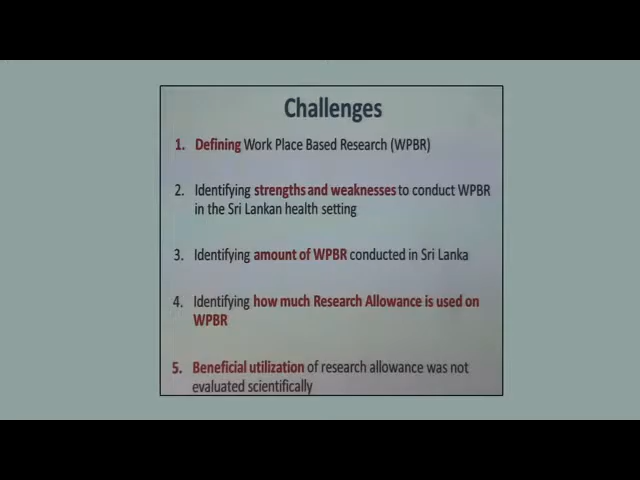 Challenges
1. Defining Work Place Based Research (WPBR)
2. Identifying strengths and weaknesses to conduct WPBR
in the Sri Lankan health setting
3. Identifying amount of WPBR conducted in Sri Lanka
4. Identifying how much Research Allowance is used on
WPBR
5. Beneficial utilization of research allowance was not
evaluated scientifically